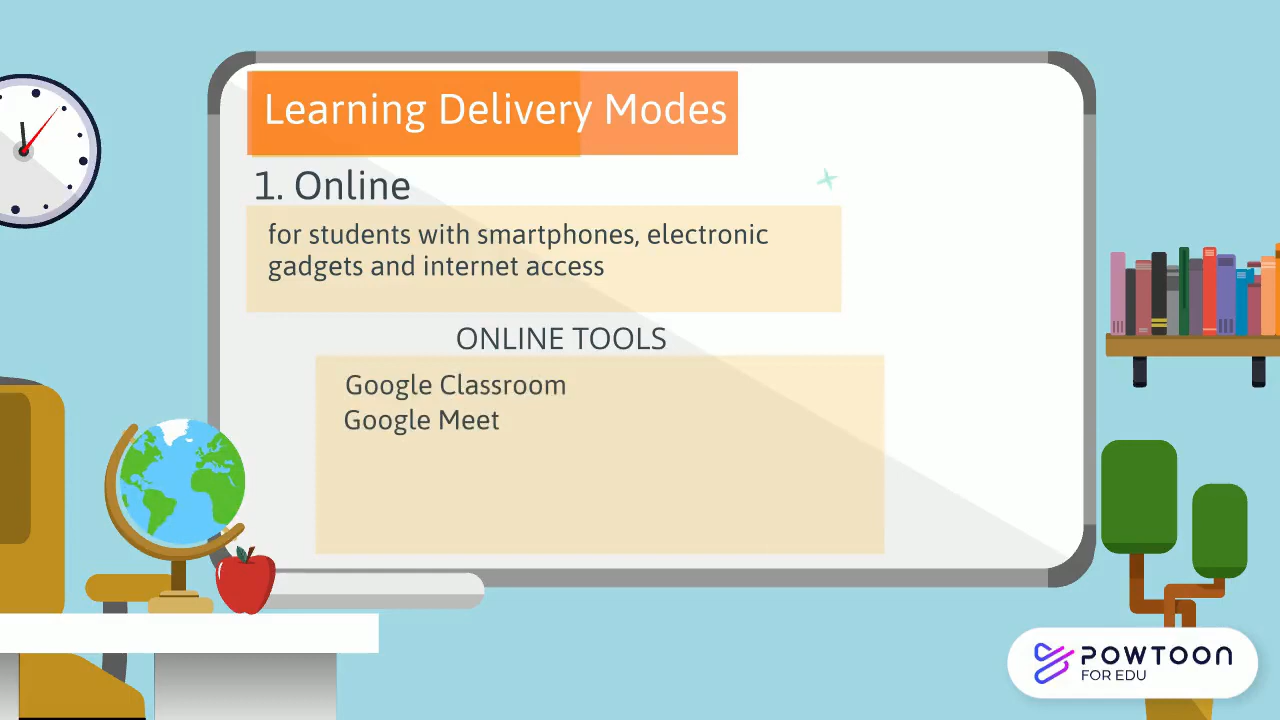 Learning Delivery Modes
1. Online
for students with smartphones, electronic
gadgets and internet access
ONLINE TOOLS
Google Classroom
Google Meet
POWTOON
FOR EDU